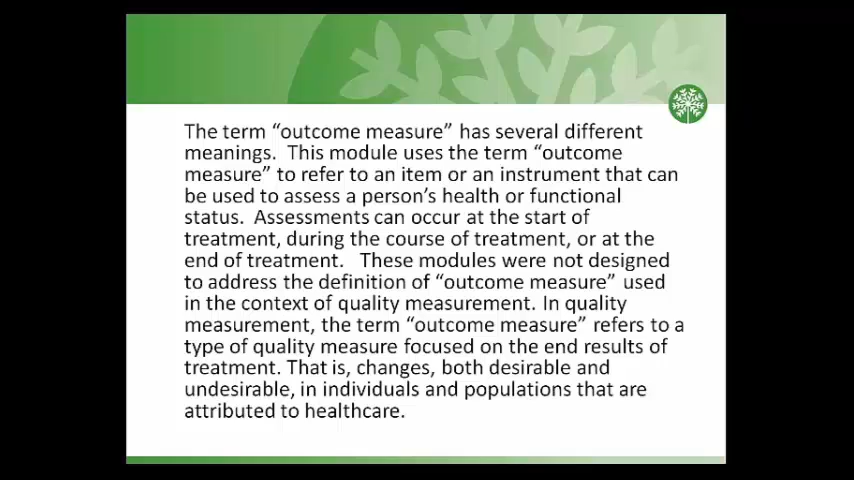 The term “outcome measure” has several different
meanings.  This module uses the term “outcome
measure” to refer to an item or an instrument that can
be used to assess a person’s health or functional
status.  Assessments can occur at the start of
treatment, during the course of treatment, or at the
end of treatment.   These modules were not designed
to address the definition of “outcome measure” used
in the context of quality measurement. In quality
measurement, the term “outcome measure” refers to a
type of quality measure focused on the end results of
treatment. That is, changes, both desirable and
undesirable, in individuals and populations that are
attributed to healthcare.